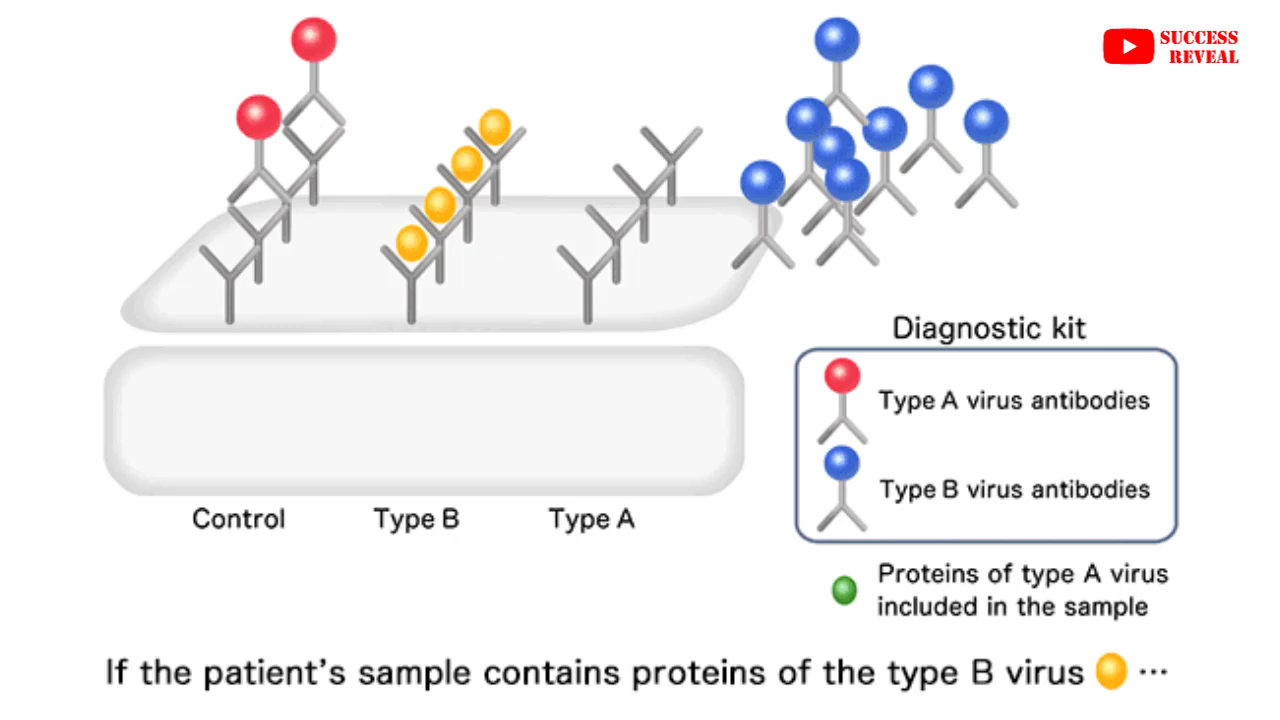 SUCCESS
REVEAL
Diagnostic kit
Type A virus antibodies
Type B virus antibodies
Control
Type B
Type A
Proteins of type A virus
included in the sample
If the patient's sample contains proteins of the type B virus ...